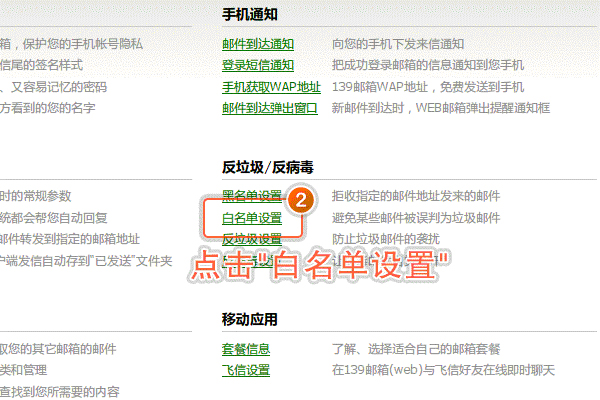 箱，保护您的手机帐号隐私
信尾的签名样式
、又容易记忆的密码
方看到的您的名字
手机通知
邮件到达通知 向您的手机下发来信通知
登录短信通知 把成功登录邮箱的信息通知到您手机
手机获取WAP地址 139邮箱WAP地址，免费发送到手机
邮件到达弹出窗口 新邮件到达时，WEB邮箱弹出提醒通知框
时的常规参数
统都会帮您自动回复
邮件转发到指定的邮箱地址
户端发信自动存到"已发送"文件夹
反垃圾/反病毒
黑名单设置 拒收指定的邮件地址发来的邮件
2
白名单设置 避免某些邮件被误判为垃圾邮件
反垃圾设置 防止垃圾邮件的袭扰
点击"白名单设置"
取您的其它邮箱的邮件
类和管理
查找到您所需要的内容
移动应用
套餐信息 了解、选择适合自己的邮箱套餐
飞信设置 在139邮箱(web)与飞信好友在线即时聊天